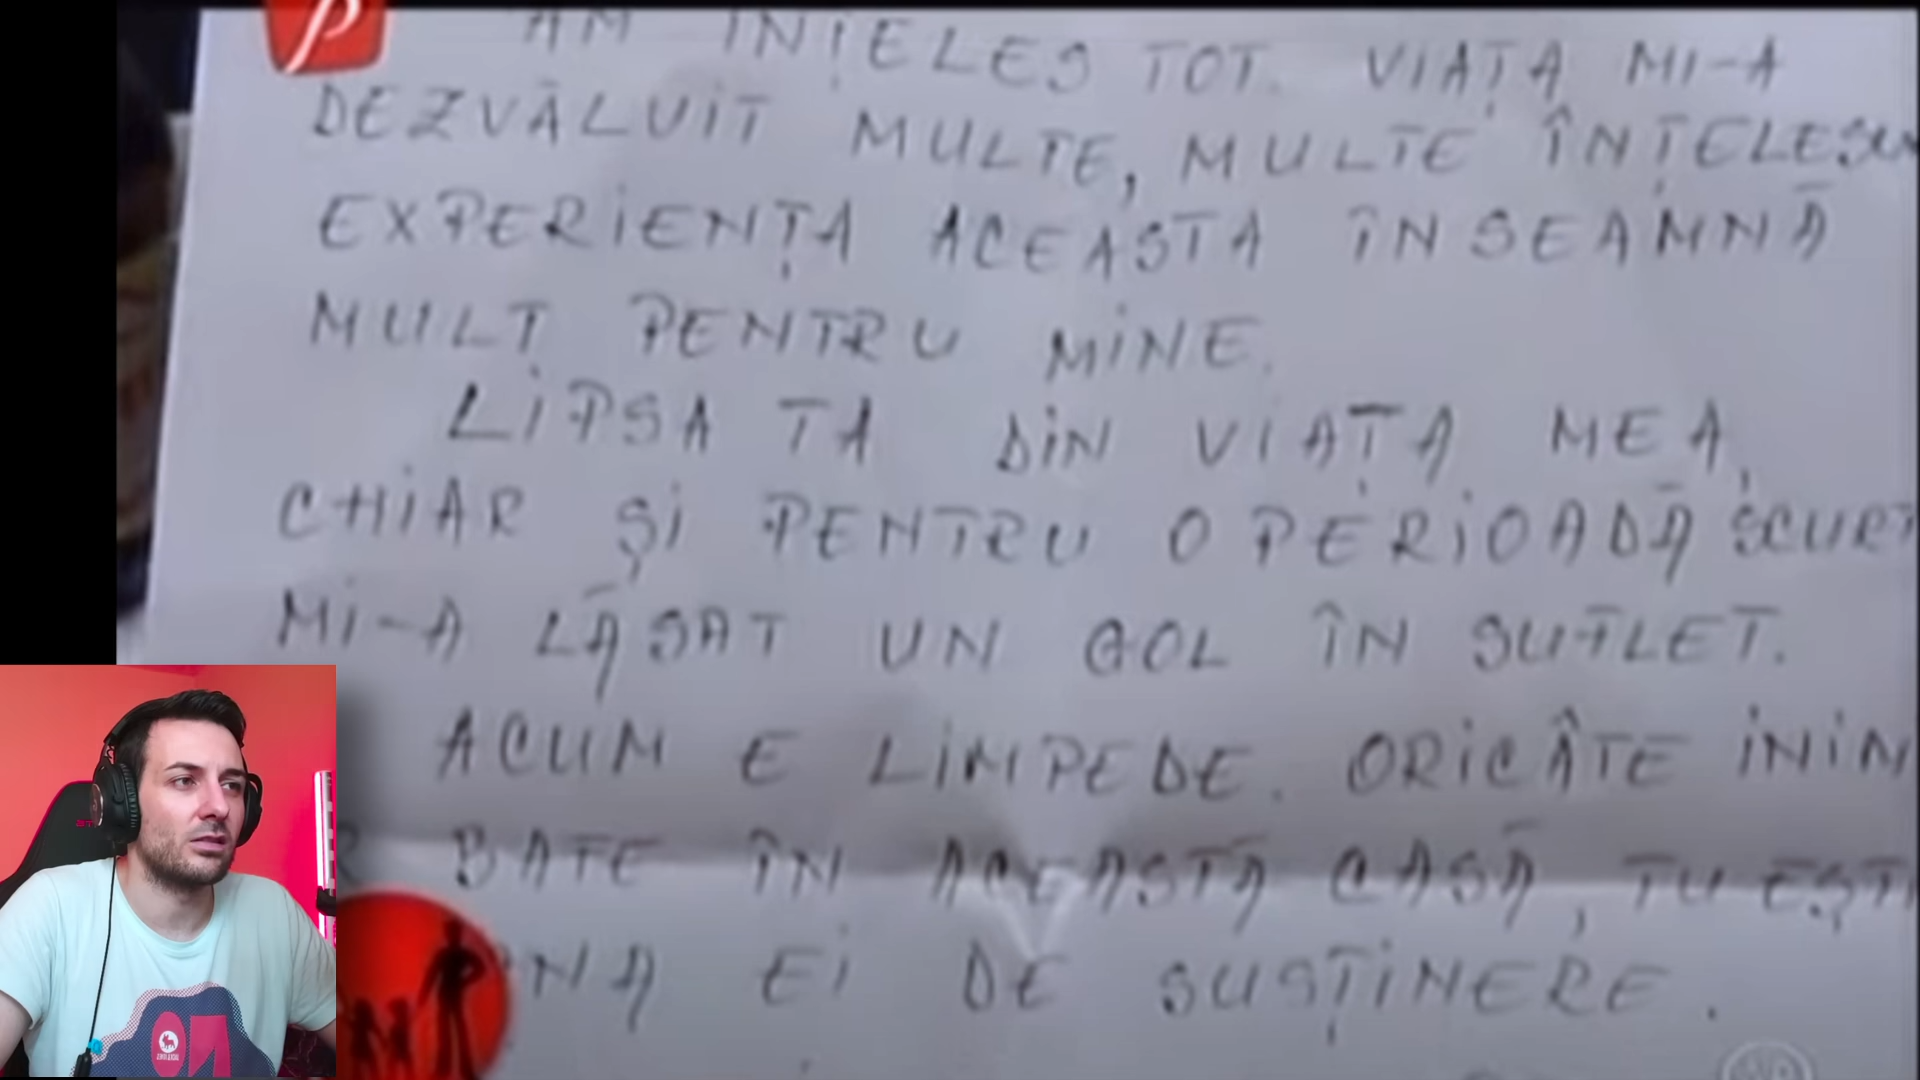 AM ÎNȚELES TOT. VIAȚA MI-A
DEZVĂLUIT MULTE, MULTE
EXPERIENȚA ACEASTA ÎNSEAMNĂ
MULT PENTRU MINE.
LIPSA TA DIN VIAȚA MEA,
CHIAR ȘI PENTRU O PERIOADĂ SCURT
MI-A LĂSAT UN GOL ÎN SUFLET.
ACUM E LIMPEDE. ORICÂTE INIM
R BATE ÎN ACEASTĂ CASĂ, TU EȘTI
NA EI DE SUSȚINERE.